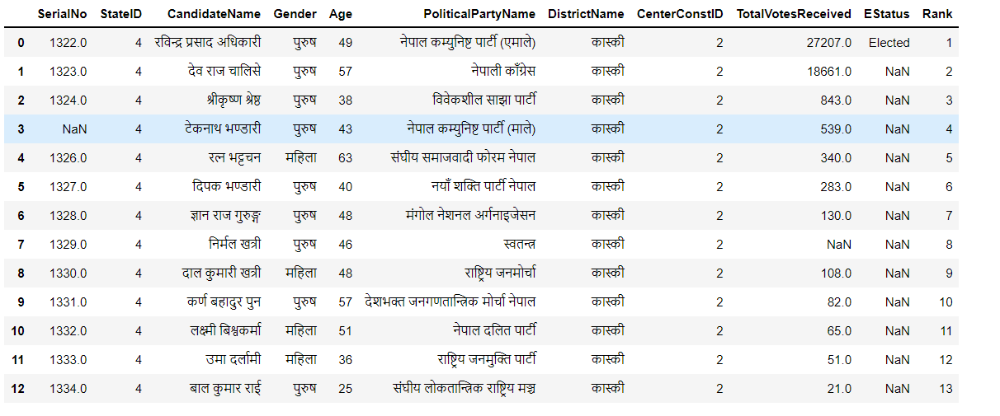 SerialNo StateID CandidateName Gender Age PoliticalPartyName DistrictName CenterConstID TotalVotesReceived EStatus Rank
0 1322.0 4 रविन्द्र प्रसाद अधिकारी पुरुष 49 नेपाल कम्युनिष्ट पार्टी (एमाले) कास्की 2 27207.0 Elected 1
1 1323.0 4 देव राज चालिसे पुरुष 57 नेपाली काँग्रेस कास्की 2 18661.0 NaN 2
2 1324.0 4 श्रीकृष्ण श्रेष्ठ पुरुष 38 विवेकशील साझा पार्टी कास्की 2 843.0 NaN 3
3 NaN 4 टेकनाथ भण्डारी पुरुष 43 नेपाल कम्युनिष्ट पार्टी (माले) कास्की 2 539.0 NaN 4
4 1326.0 4 रत्न भट्टचन महिला 63 संघीय समाजवादी फोरम नेपाल कास्की 2 340.0 NaN 5
5 1327.0 4 दिपक भण्डारी पुरुष 40 नयाँ शक्ति पार्टी नेपाल कास्की 2 283.0 NaN 6
6 1328.0 4 ज्ञान राज गुरुङ्ग पुरुष 48 मंगोल नेशनल अर्गनाइजेसन कास्की 2 130.0 NaN 7
7 1329.0 4 निर्मल खत्री पुरुष 46 स्वतन्त्र कास्की 2 NaN NaN 8
8 1330.0 4 दाल कुमारी खत्री महिला 48 राष्ट्रिय जनमोर्चा कास्की 2 108.0 NaN 9
9 1331.0 4 कर्ण बहादुर पुन पुरुष 57 देशभक्त जनगणतान्त्रिक मोर्चा नेपाल कास्की 2 82.0 NaN 10
10 1332.0 4 लक्ष्मी बिश्वकर्मा महिला 51 नेपाल दलित पार्टी कास्की 2 65.0 NaN 11
11 1333.0 4 उमा दर्लामी महिला 36 राष्ट्रिय जनमुक्ति पार्टी कास्की 2 51.0 NaN 12
12 1334.0 4 बाल कुमार राई पुरुष 25 संघीय लोकतान्त्रिक राष्ट्रिय मञ्च कास्की 2 21.0 NaN 13